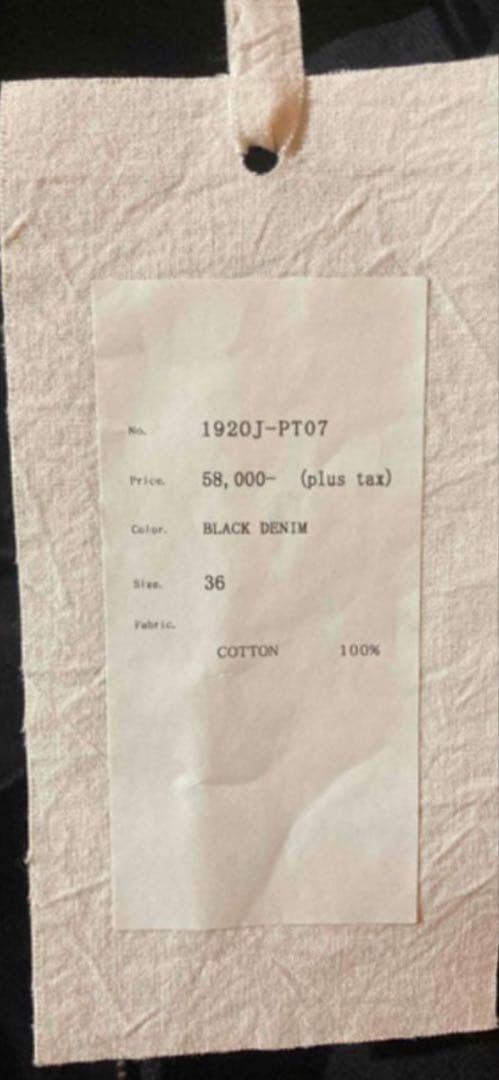 No. 1920J-PT07
Price. 58,000- (plus tax)
Color. BLACK DENIM
Size. 36
Fabric.
COTTON 100%